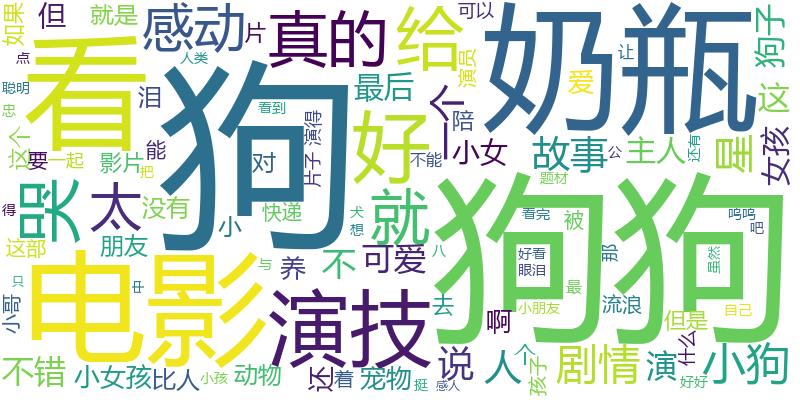 如果
但
就是
感动
片
真的
给
可以
奶瓶
狗子
点
聪明
忠
看
泪
人类
狗
看到
最后
一个
演员
爱
让
这
这个
要
一起
影片
能
对
片子
演得
好
不能
陪
小女
故事
公
主人
还有
星
女孩
得
哭
太
把
没有
小
快递
犬
想
就
题材
狗狗
看完
被
呜呜
吧
这部
朋友
电影
与
养
不
可爱
八
好看
眼泪
那
虽然
只
中
小哥
演技
去
啊
小朋友
最
流浪
自己
但是
不错
小女孩
比人
小孩
动物
还
着
宠物
挺
感人
说
人
个
孩子
剧情
演
什么
好好
小狗